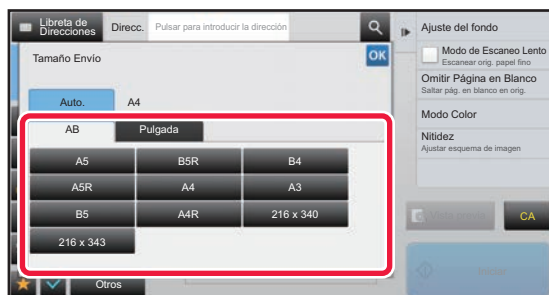 Libreta de
Direcciones
Direcc.
Pulsar para introducir la dirección
Tamaño Envío
OK
Auto.
A4
AB
Pulgada
A5
B5R
B4
A5R
A4
A3
B5
A4R
216 x 340
216 x 343
Otros
Ajuste del fondo
Modo de Escaneo Lento
Escanear orig. papel fino
Omitir Página en Blanco
Saltar pág. en blanco en orig.
Modo Color
Nitidez
Ajustar esquema de imagen
CA